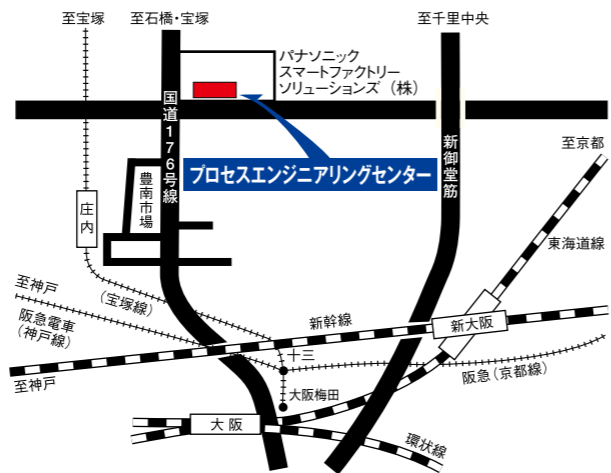 至宝塚
至石橋・宝塚
至千里中央
パナソニック
スマートファクトリー
ソリューションズ（株）
国道176号線
新御堂筋
至京都
プロセスエンジニアリングセンター
豊南市場
庄内
東海道線
至神戸
(宝塚線)
阪急電車
(神戸線)
新幹線
新大阪
十三
至神戸
阪急(京都線)
大阪梅田
大阪
環状線